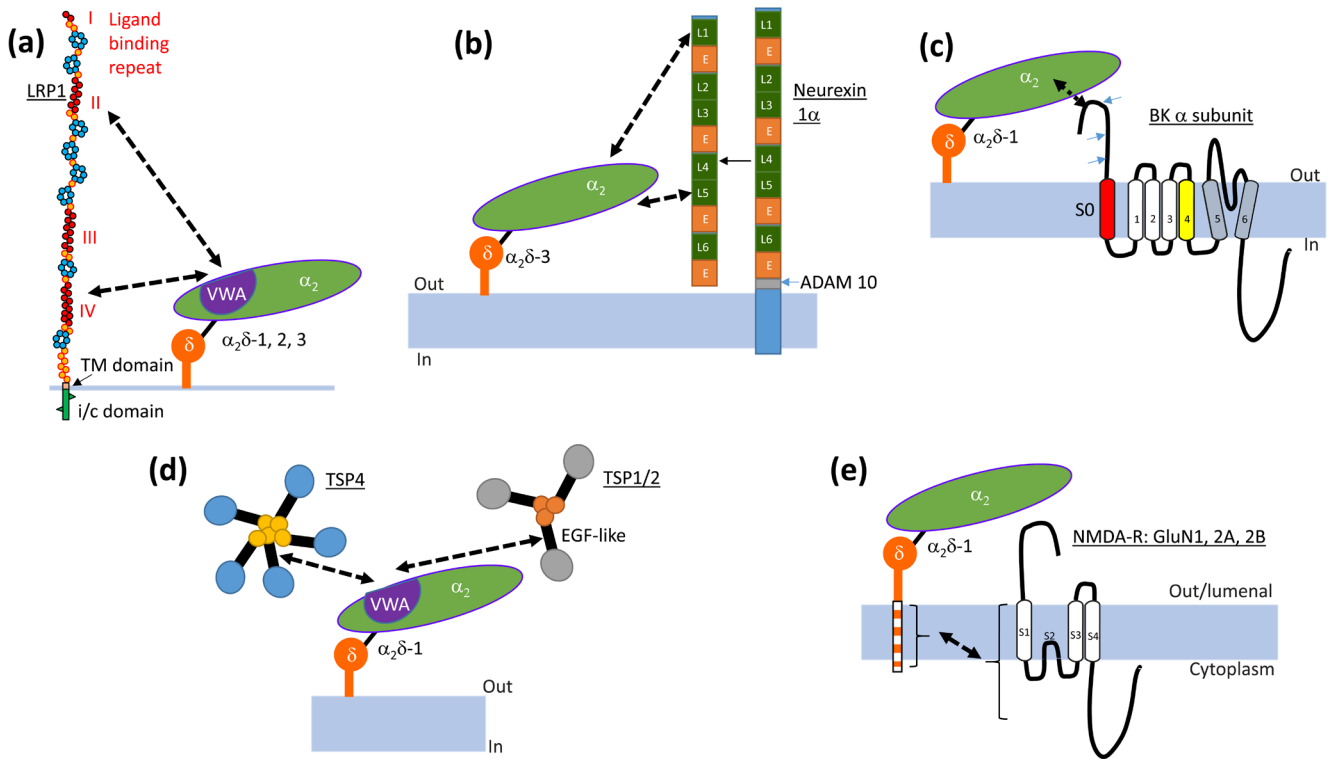 (a)
I
Ligand
binding
repeat
LRP1
II
III
IV
VWA
α2
δ
α2δ-1, 2, 3
TM domain
i/c domain
(b)
L1
E
L2
L3
E
L4
L5
E
L6
E
L1
E
L2
L3
E
L4
L5
E
L6
E
Neurexin
1α
ADAM 10
α2
δ
α2δ-3
Out
In
(c)
α2
δ
α2δ-1
BK α subunit
S0
1
2
3
4
5
6
Out
In
(d)
TSP4
TSP1/2
EGF-like
VWA
α2
δ
α2δ-1
Out
In
(e)
α2
δ
α2δ-1
NMDA-R: GluN1, 2A, 2B
Out/lumenal
S1
S2
S3
S4
Cytoplasm